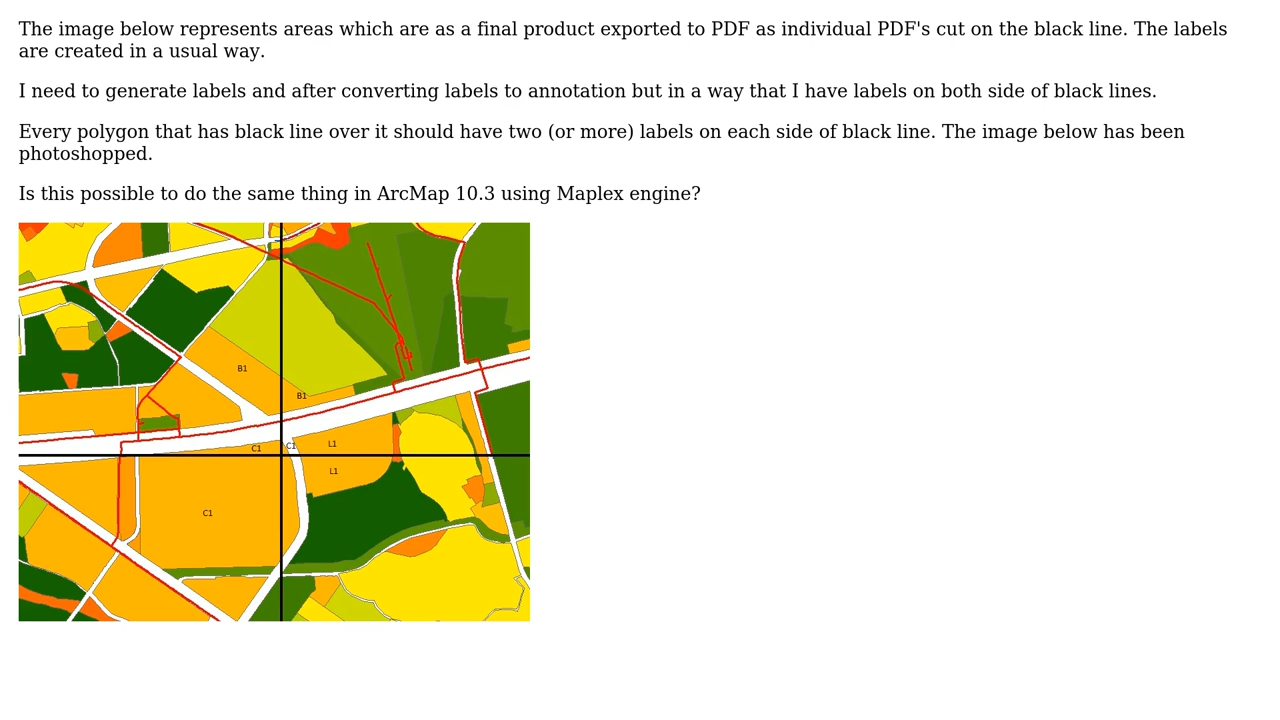 The image below represents areas which are as a final product exported to PDF as individual PDF's cut on the black line. The labels
are created in a usual way.
I need to generate labels and after converting labels to annotation but in a way that I have labels on both side of black lines.
Every polygon that has black line over it should have two (or more) labels on each side of black line. The image below has been
photoshopped.
Is this possible to do the same thing in ArcMap 10.3 using Maplex engine?
B1
B1
C1
C1
L1
L1
C1